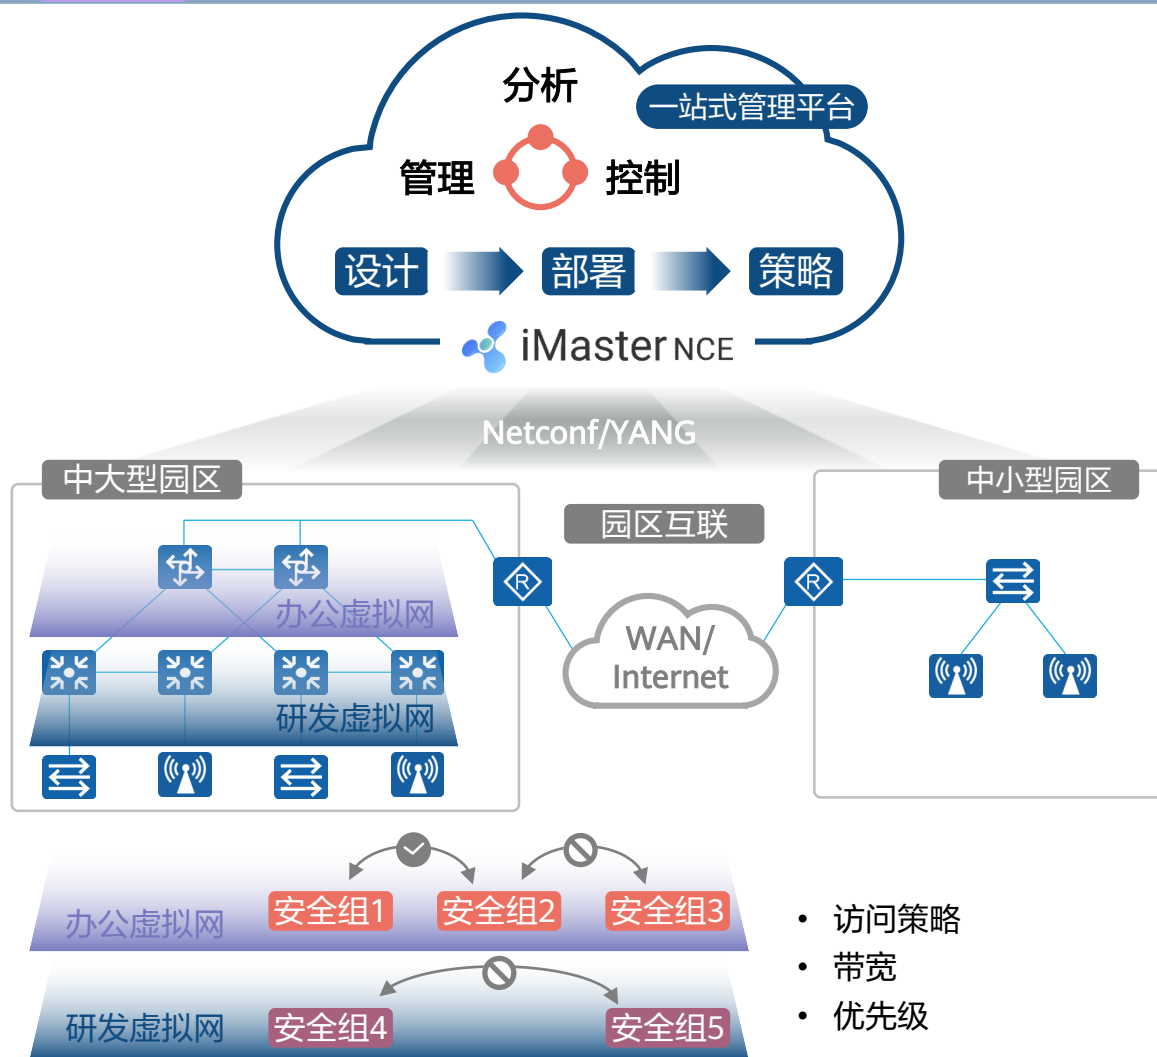 分析
一站式管理平台
管理
控制
设计
部署
策略
iMaster NCE
Netconf/YANG
中大型园区
中小型园区
园区互联
R
R
办公虚拟网
WAN/
Internet
研发虚拟网
安全组1
安全组2
安全组3
办公虚拟网
• 访问策略
• 带宽
• 优先级
安全组4
安全组5
研发虚拟网